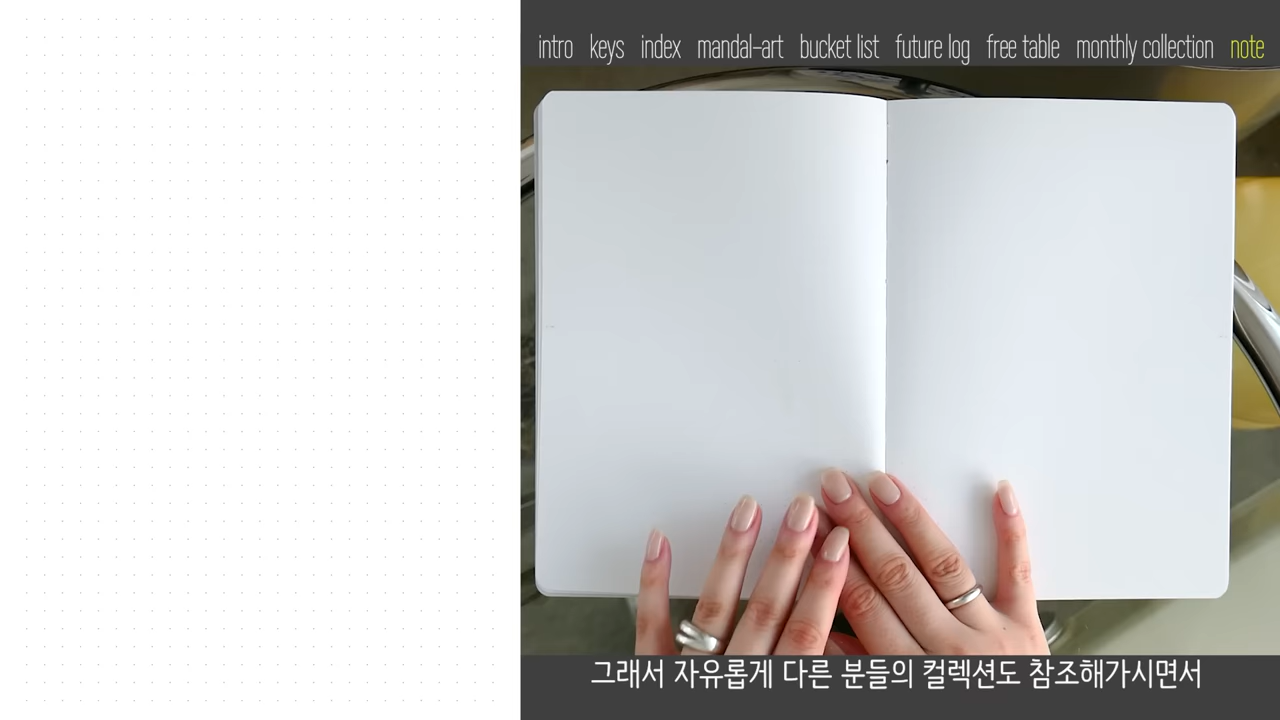 intro keys index mandal-art bucket list future log free table monthly collection note
그래서 자유롭게 다른 분들의 컬렉션도 참조해가시면서